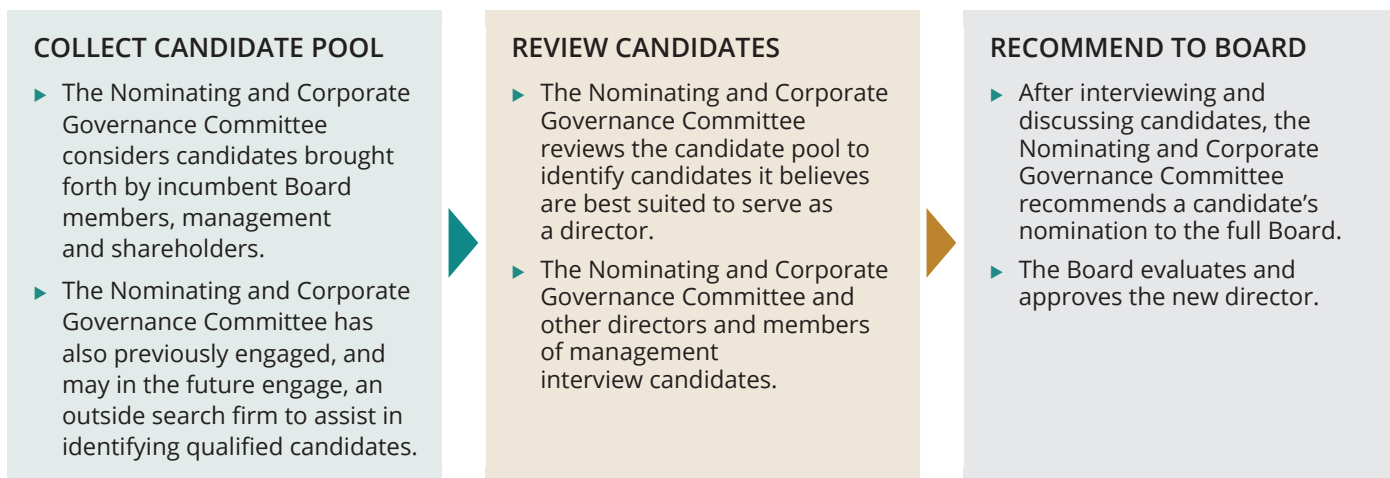 COLLECT CANDIDATE POOL
▶ The Nominating and Corporate
Governance Committee
considers candidates brought
forth by incumbent Board
members, management
and shareholders.
▶ The Nominating and Corporate
Governance Committee has
also previously engaged, and
may in the future engage, an
outside search firm to assist in
identifying qualified candidates.
REVIEW CANDIDATES
▶ The Nominating and Corporate
Governance Committee
reviews the candidate pool to
identify candidates it believes
are best suited to serve as
a director.
▶ The Nominating and Corporate
Governance Committee and
other directors and members
of management
interview candidates.
RECOMMEND TO BOARD
▶ After interviewing and
discussing candidates, the
Nominating and Corporate
Governance Committee
recommends a candidate’s
nomination to the full Board.
▶ The Board evaluates and
approves the new director.